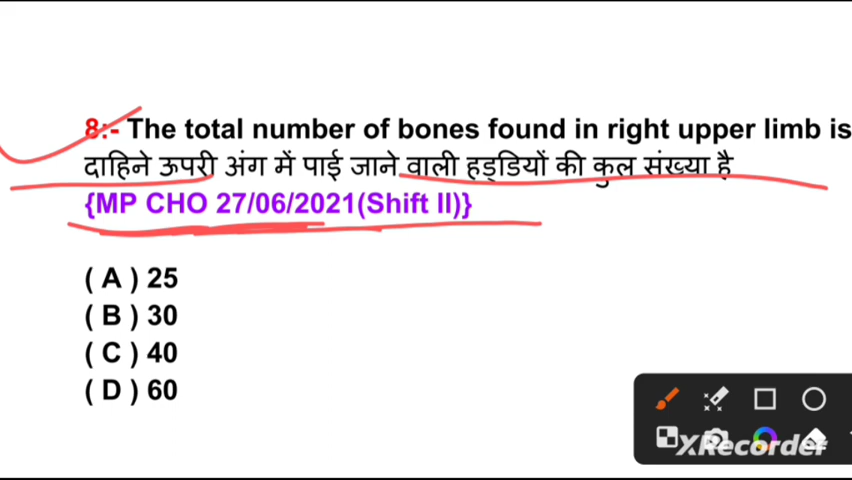 8:- The total number of bones found in right upper limb is
दाहिने ऊपरी अंग में पाई जाने वाली हड्डियों की कुल संख्या है
{MP CHO 27/06/2021(Shift II)}
( A ) 25
( B ) 30
( C ) 40
( D ) 60
XRecorder